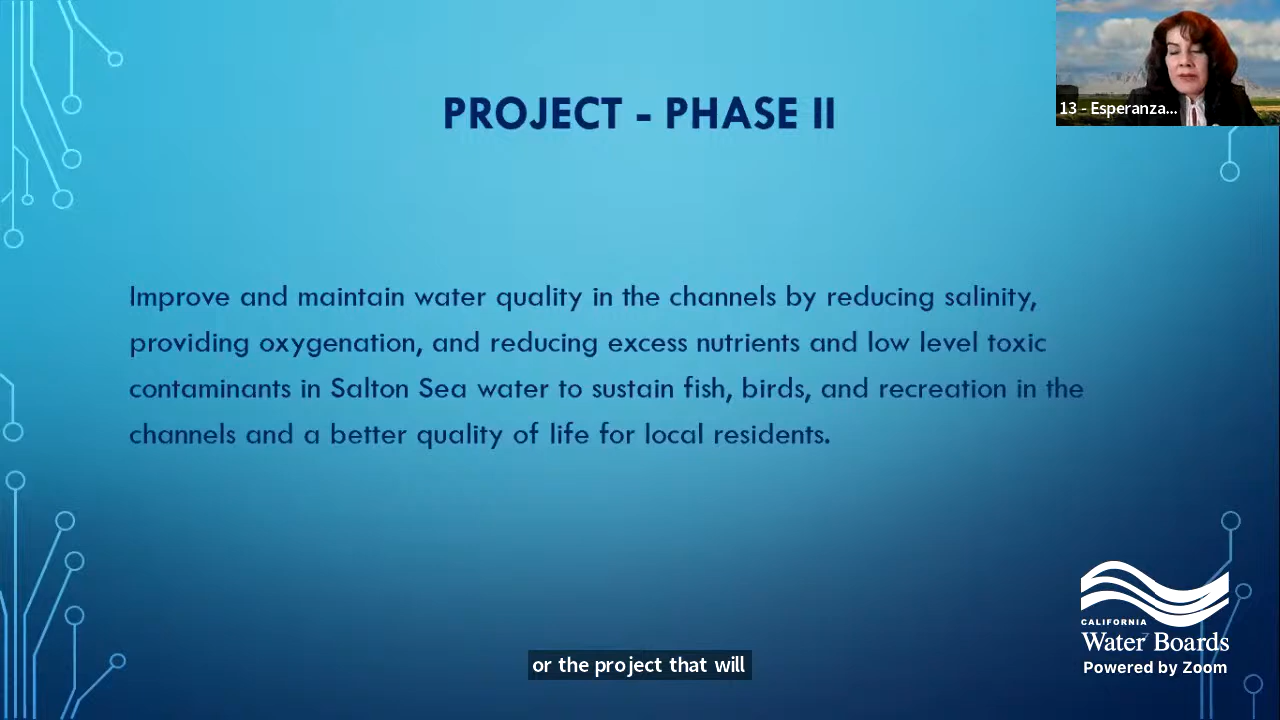 PROJECT - PHASE II
13 - Esperanza...
Improve and maintain water quality in the channels by reducing salinity,
providing oxygenation, and reducing excess nutrients and low level toxic
contaminants in Salton Sea water to sustain fish, birds, and recreation in the
channels and a better quality of life for local residents.
CALIFORNIA
Water Boards
7
Powered by Zoom
or the project that will